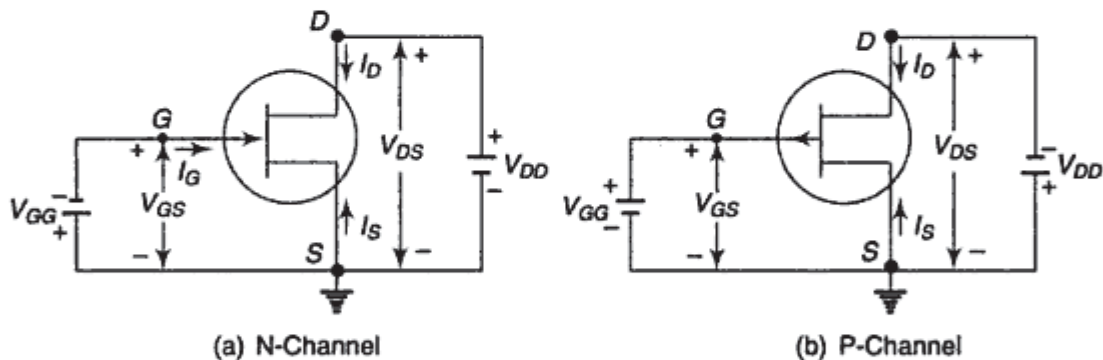 D
+
I_D
G
+
I_G
V_DS
+
V_DD
−
−
V_GG
+
V_GS
−
I_S
S
−
(a) N-Channel
D
+
I_D
G
+
V_DS
−
V_DD
+
+
V_GG
−
V_GS
−
I_S
S
−
(b) P-Channel